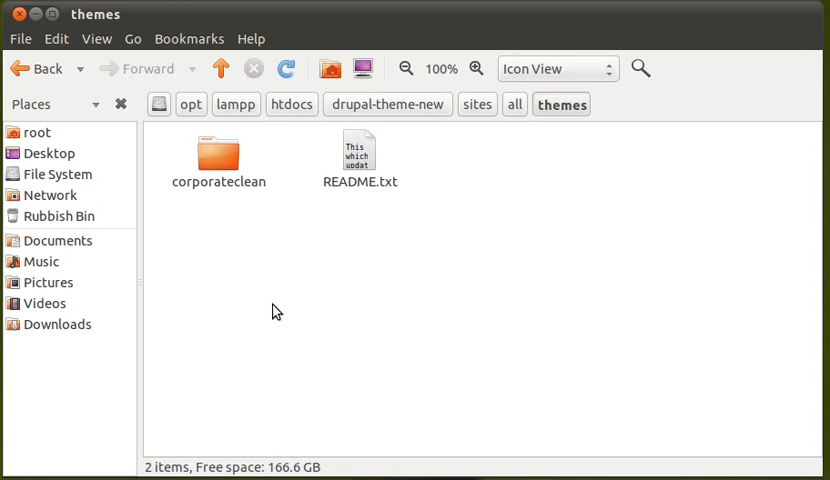 themes
File Edit View Go Bookmarks Help
Back Forward 100% Icon View
Places opt lampp htdocs drupal-theme-new sites all themes
root
Desktop
File System
Network
Rubbish Bin
Documents
Music
Pictures
Videos
Downloads
This
which
updat
corporateclean README.txt
2 items, Free space: 166.6 GB